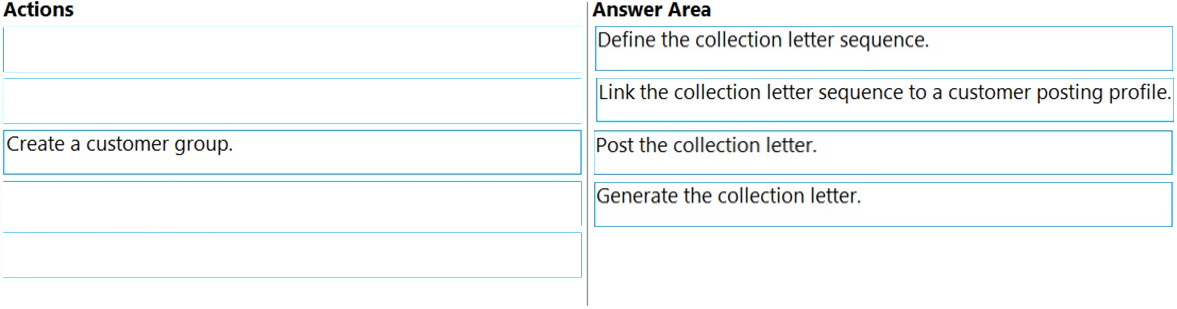 Actions
Answer Area
Define the collection letter sequence.
Link the collection letter sequence to a customer posting profile.
Create a customer group.
Post the collection letter.
Generate the collection letter.